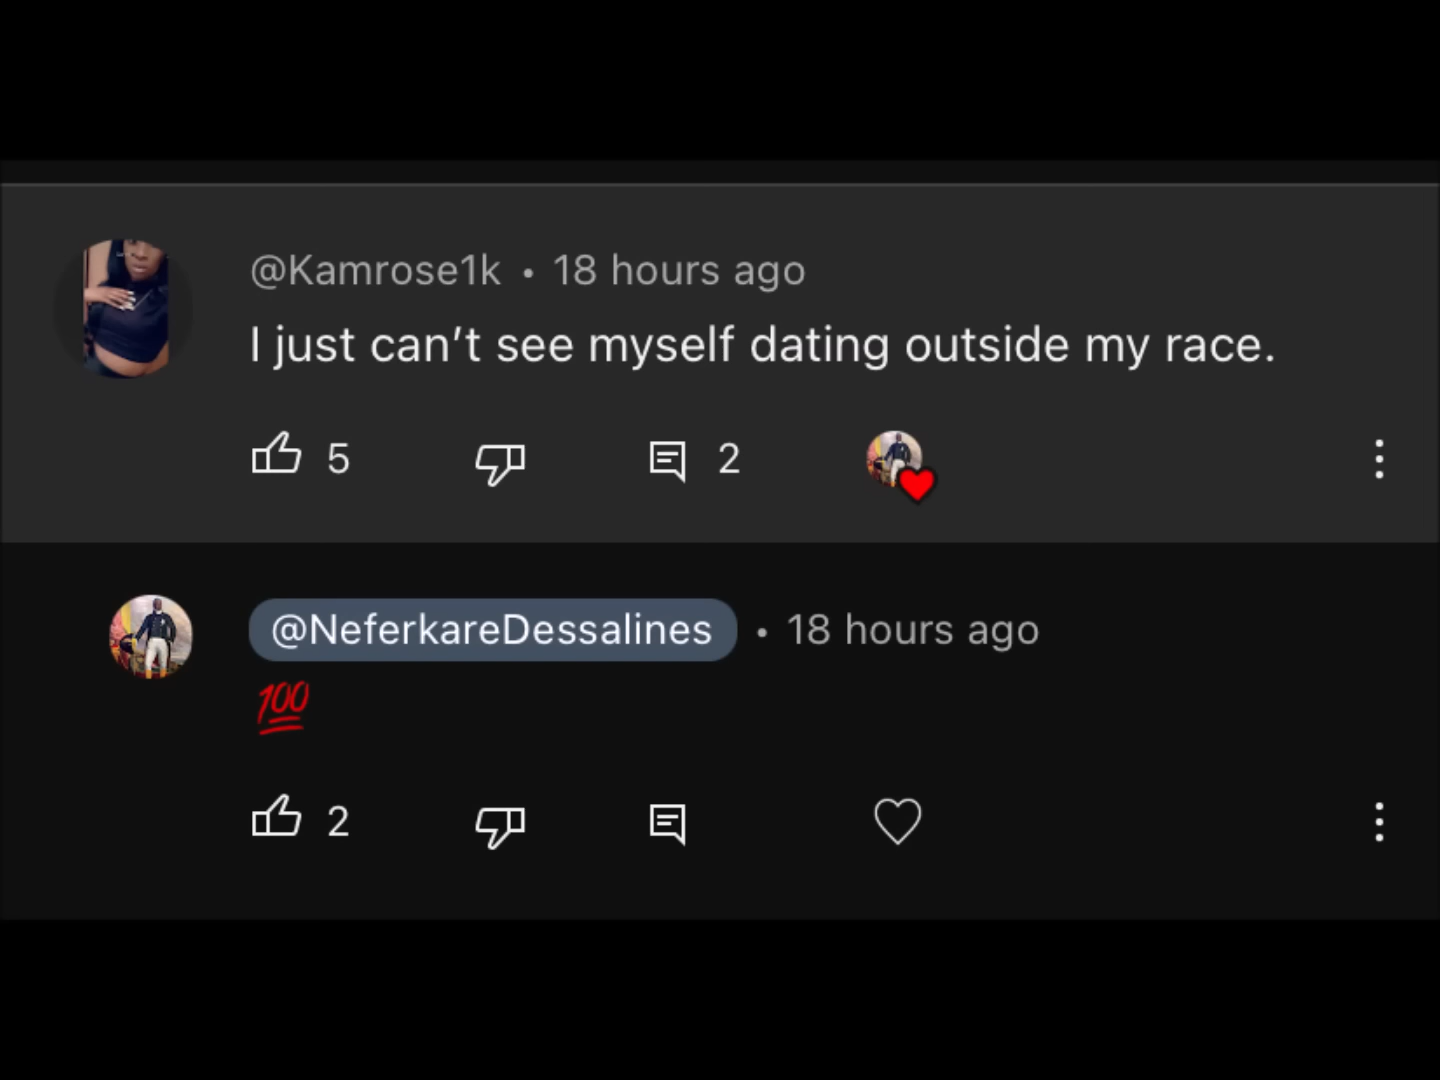 @Kamrose1k • 18 hours ago
I just can’t see myself dating outside my race.
5 2
@NeferkareDessalines • 18 hours ago
💯
2